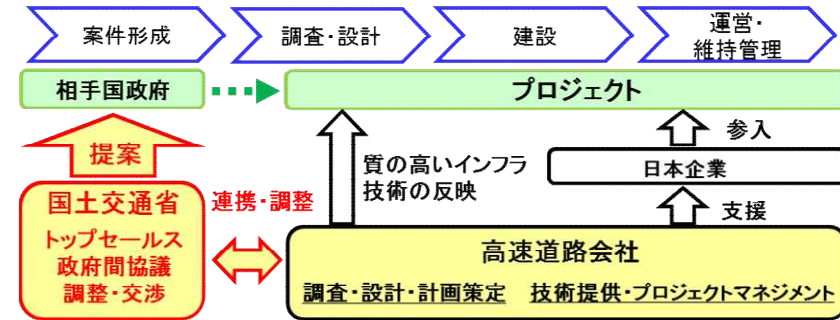 案件形成
調査・設計
建設
運営・
維持管理
相手国政府
プロジェクト
提案
質の高いインフラ
技術の反映
参入
日本企業
支援
国土交通省
トップセールス
政府間協議
調整・交渉
連携・調整
高速道路会社
調査・設計・計画策定 技術提供・プロジェクトマネジメント